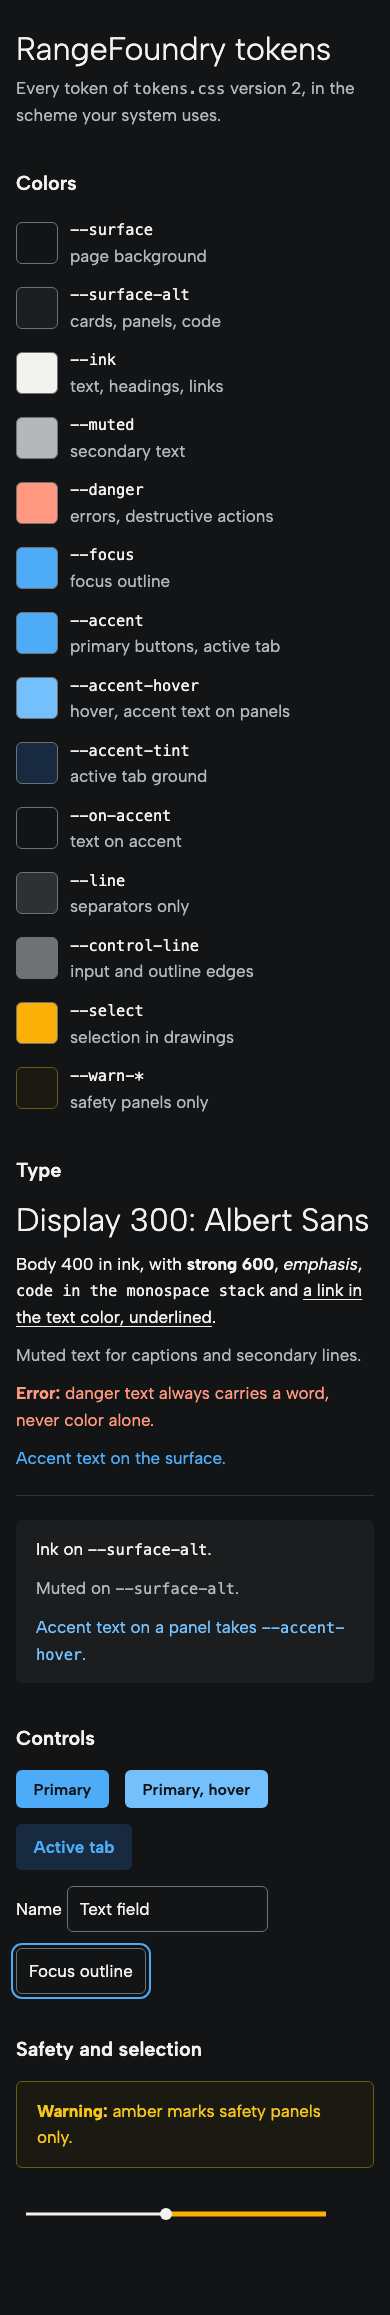 RangeFoundry tokens
Every token of tokens.css version 2, in the
scheme your system uses.
Colors
--surface
page background
--surface-alt
cards, panels, code
--ink
text, headings, links
--muted
secondary text
--danger
errors, destructive actions
--focus
focus outline
--accent
primary buttons, active tab
--accent-hover
hover, accent text on panels
--accent-tint
active tab ground
--on-accent
text on accent
--line
separators only
--control-line
input and outline edges
--select
selection in drawings
--warn-*
safety panels only
Type
Display 300: Albert Sans
Body 400 in ink, with strong 600, emphasis,
code in the monospace stack and a link in
the text color, underlined.
Muted text for captions and secondary lines.
Error: danger text always carries a word,
never color alone.
Accent text on the surface.
Ink on --surface-alt.
Muted on --surface-alt.
Accent text on a panel takes --accent-
hover.
Controls
Primary
Primary, hover
Active tab
Name Text field
Focus outline
Safety and selection
Warning: amber marks safety panels
only.